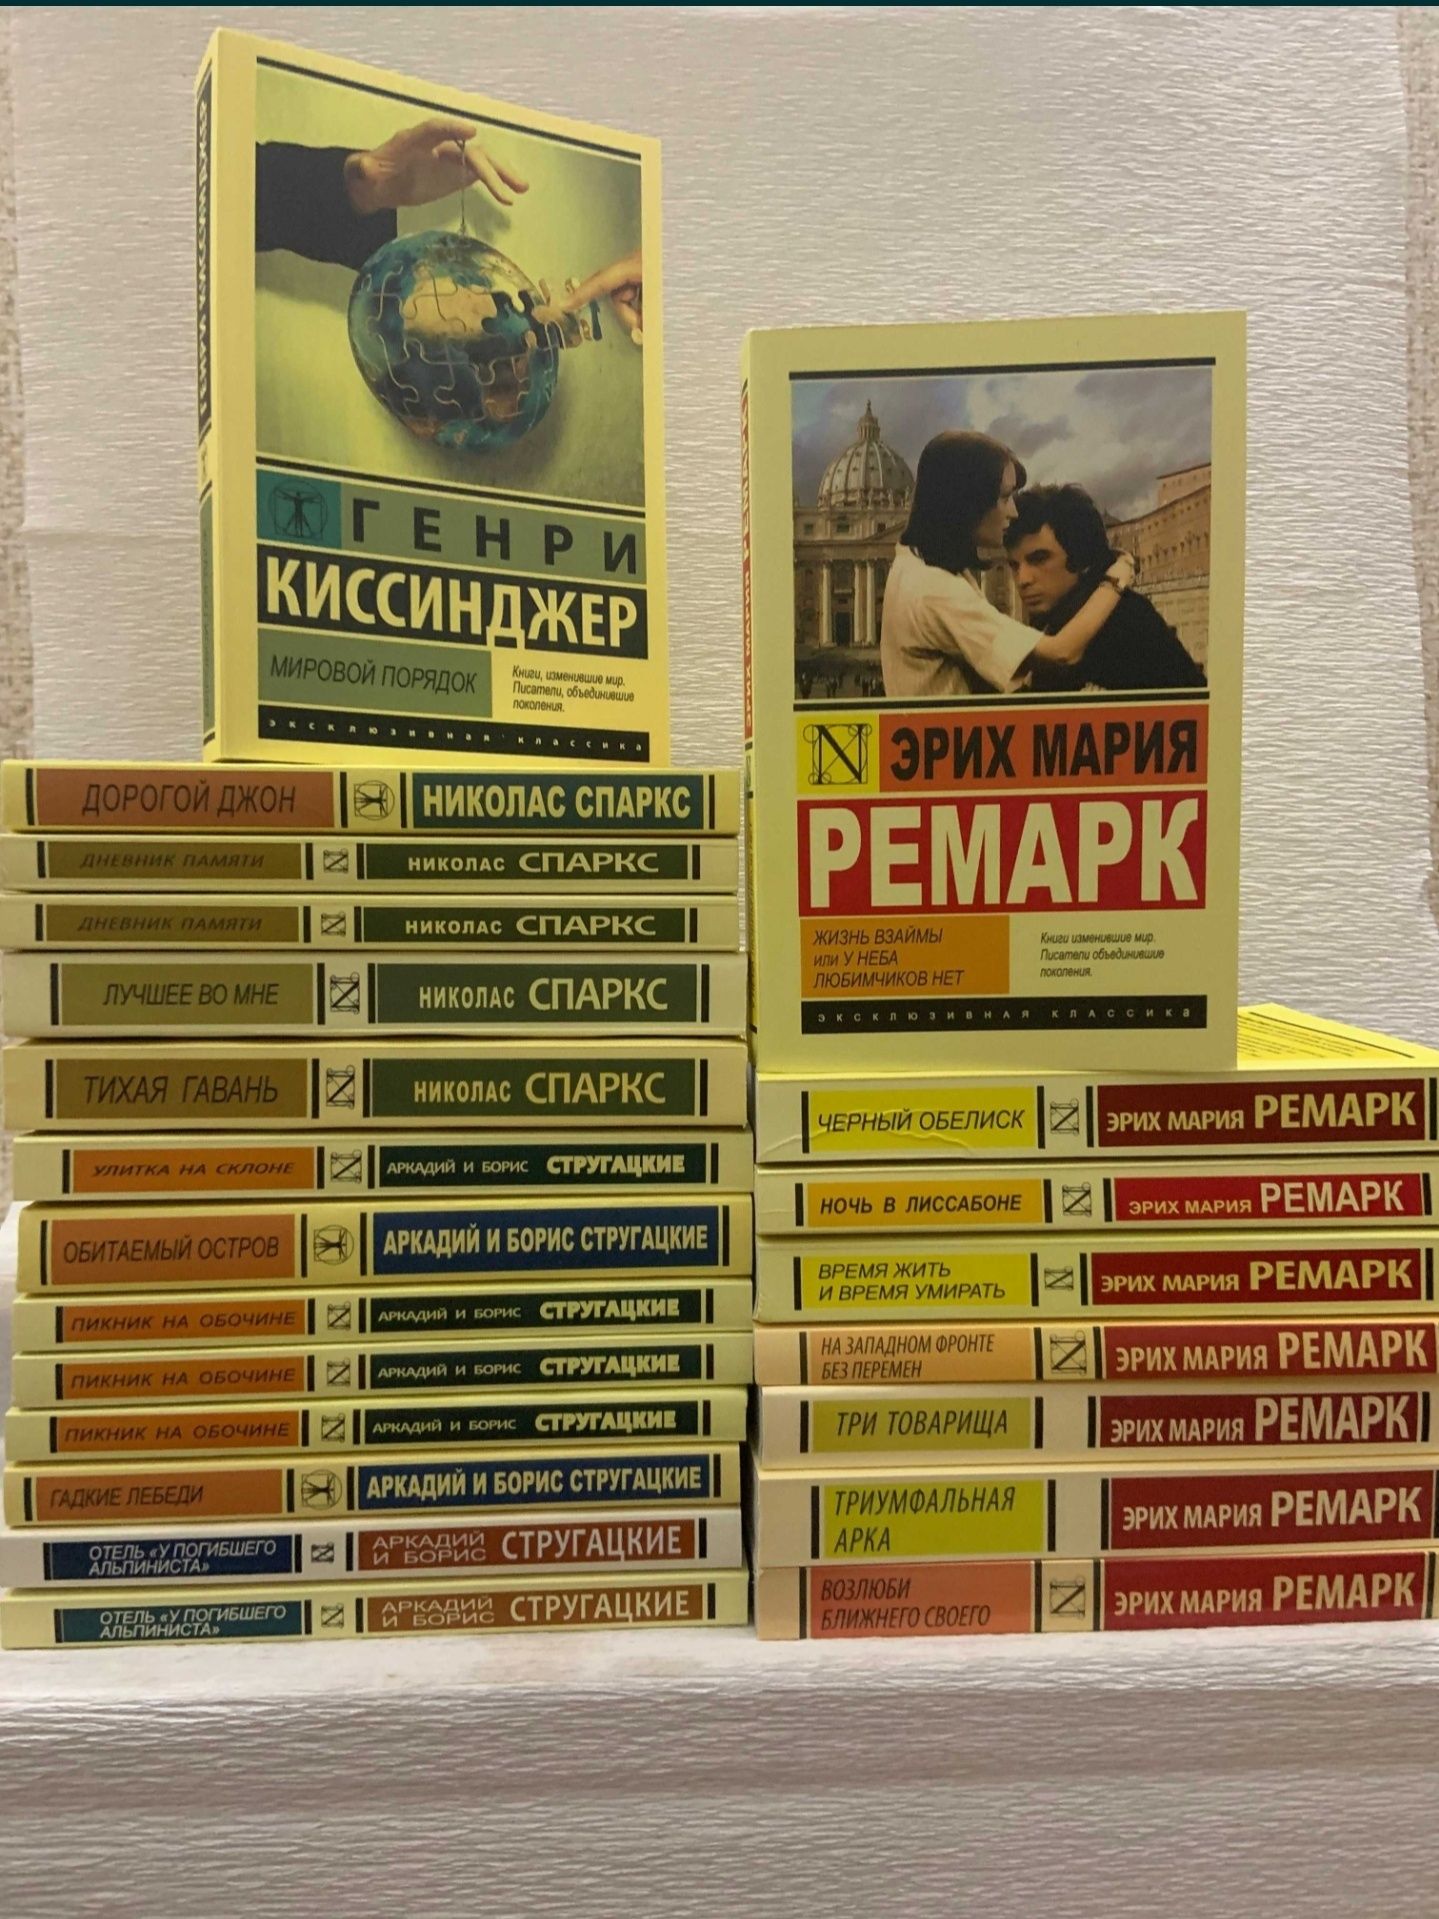 ГЕНРИ КИССИНДЖЕР
ГЕНРИ
КИССИНДЖЕР
МИРОВОЙ ПОРЯДОК
Книги, изменившие мир.
Писатели, объединившие
поколения.
эксклюзивная классика
ДОРОГОЙ ДЖОН НИКОЛАС СПАРКС
ДНЕВНИК ПАМЯТИ НИКОЛАС СПАРКС
ДНЕВНИК ПАМЯТИ НИКОЛАС СПАРКС
ЛУЧШЕЕ ВО МНЕ НИКОЛАС СПАРКС
ТИХАЯ ГАВАНЬ НИКОЛАС СПАРКС
УЛИТКА НА СКЛОНЕ АРКАДИЙ И БОРИС СТРУГАЦКИЕ
ОБИТАЕМЫЙ ОСТРОВ АРКАДИЙ И БОРИС СТРУГАЦКИЕ
ПИКНИК НА ОБОЧИНЕ АРКАДИЙ И БОРИС СТРУГАЦКИЕ
ПИКНИК НА ОБОЧИНЕ АРКАДИЙ И БОРИС СТРУГАЦКИЕ
ПИКНИК НА ОБОЧИНЕ АРКАДИЙ И БОРИС СТРУГАЦКИЕ
ГАДКИЕ ЛЕБЕДИ АРКАДИЙ И БОРИС СТРУГАЦКИЕ
ОТЕЛЬ «У ПОГИБШЕГО
АЛЬПИНИСТА»
АРКАДИЙ
И БОРИС СТРУГАЦКИЕ
ОТЕЛЬ «У ПОГИБШЕГО
АЛЬПИНИСТА»
АРКАДИЙ
И БОРИС СТРУГАЦКИЕ
ЭРИХ МАРИЯ РЕМАРК
ЭРИХ МАРИЯ
РЕМАРК
ЖИЗНЬ ВЗАЙМЫ
или У НЕБА
ЛЮБИМЧИКОВ НЕТ
Книги изменившие мир.
Писатели объединившие
поколения.
ЭКСКЛЮЗИВНАЯ КЛАССИКА
ЧЕРНЫЙ ОБЕЛИСК ЭРИХ МАРИЯ РЕМАРК
НОЧЬ В ЛИССАБОНЕ ЭРИХ МАРИЯ РЕМАРК
ВРЕМЯ ЖИТЬ
И ВРЕМЯ УМИРАТЬ
ЭРИХ МАРИЯ РЕМАРК
НА ЗАПАДНОМ ФРОНТЕ
БЕЗ ПЕРЕМЕН
ЭРИХ МАРИЯ РЕМАРК
ТРИ ТОВАРИЩА ЭРИХ МАРИЯ РЕМАРК
ТРИУМФАЛЬНАЯ
АРКА
ЭРИХ МАРИЯ РЕМАРК
ВОЗЛЮБИ
БЛИЖНЕГО СВОЕГО
ЭРИХ МАРИЯ РЕМАРК